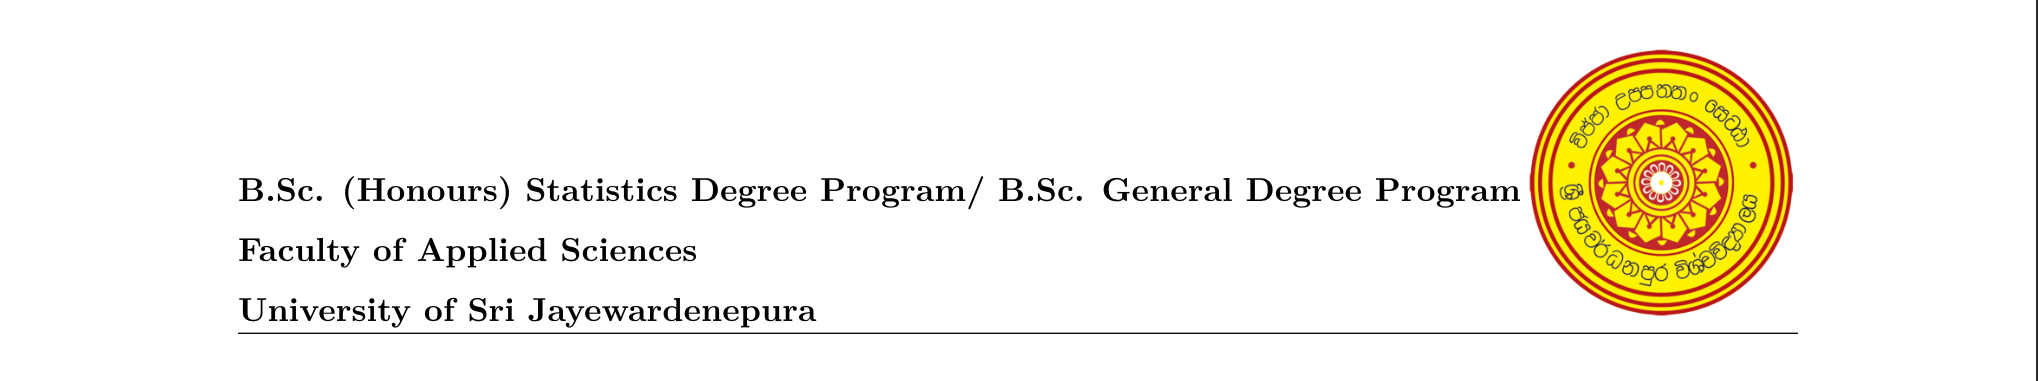 B.Sc. (Honours) Statistics Degree Program/ B.Sc. General Degree Program
Faculty of Applied Sciences
University of Sri Jayewardenepura
විජ්ජා උප්පතතං සෙට්ඨා
ශ්‍රී ජයවර්ධනපුර විශ්වවිද්‍යාලය